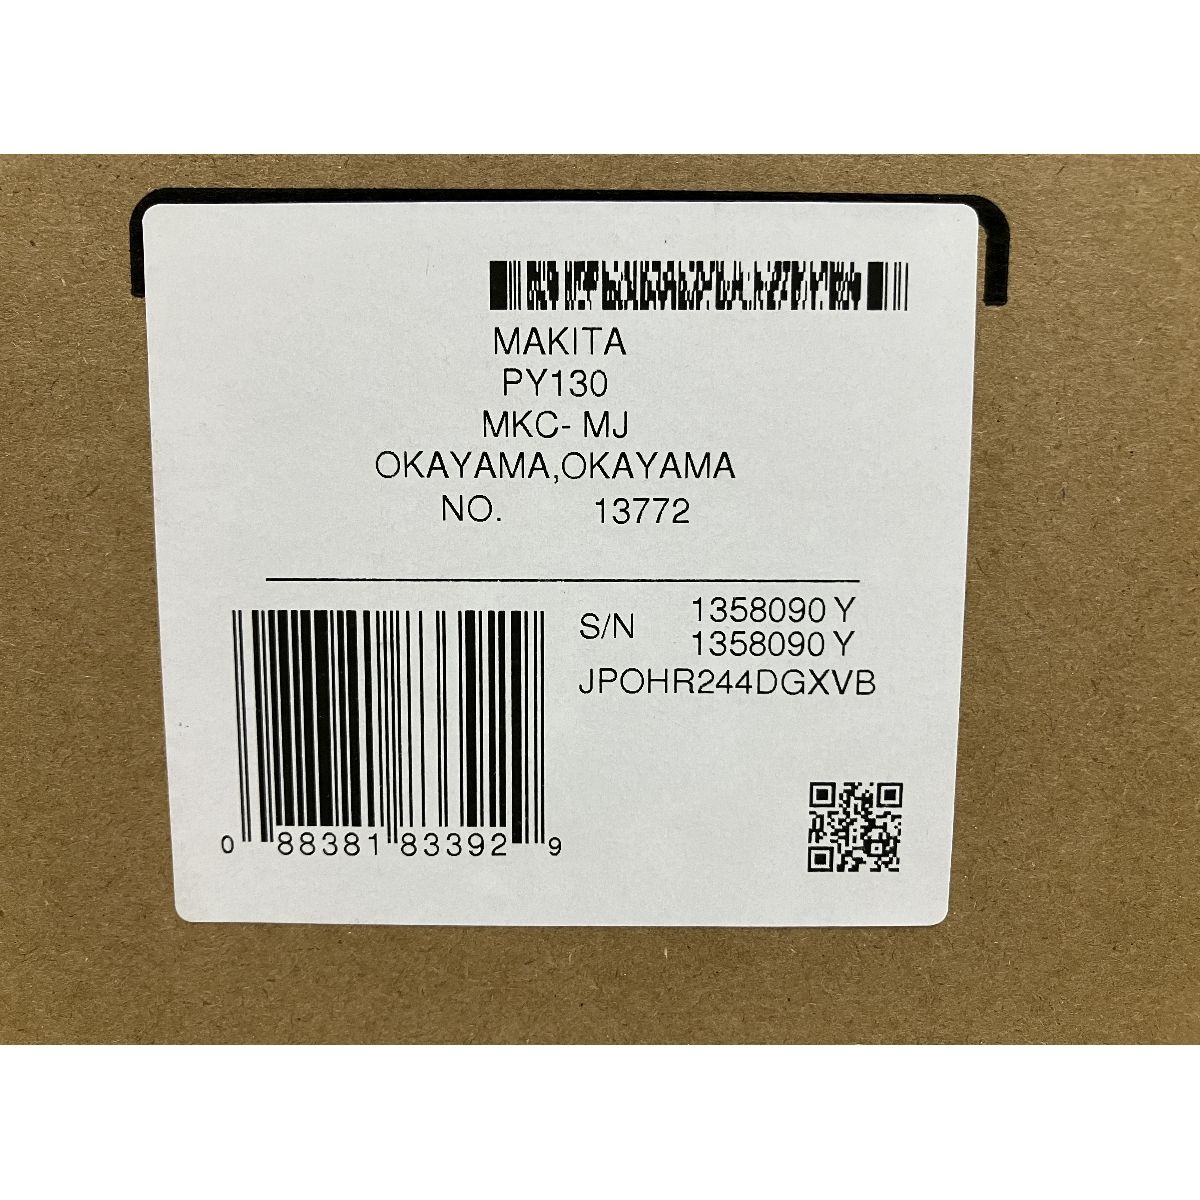 MAKITA
PY130
MKC- MJ
OKAYAMA,OKAYAMA
NO. 13772
S/N 1358090 Y
1358090 Y
JPOHR244DGXVB
0 88381 83392 9